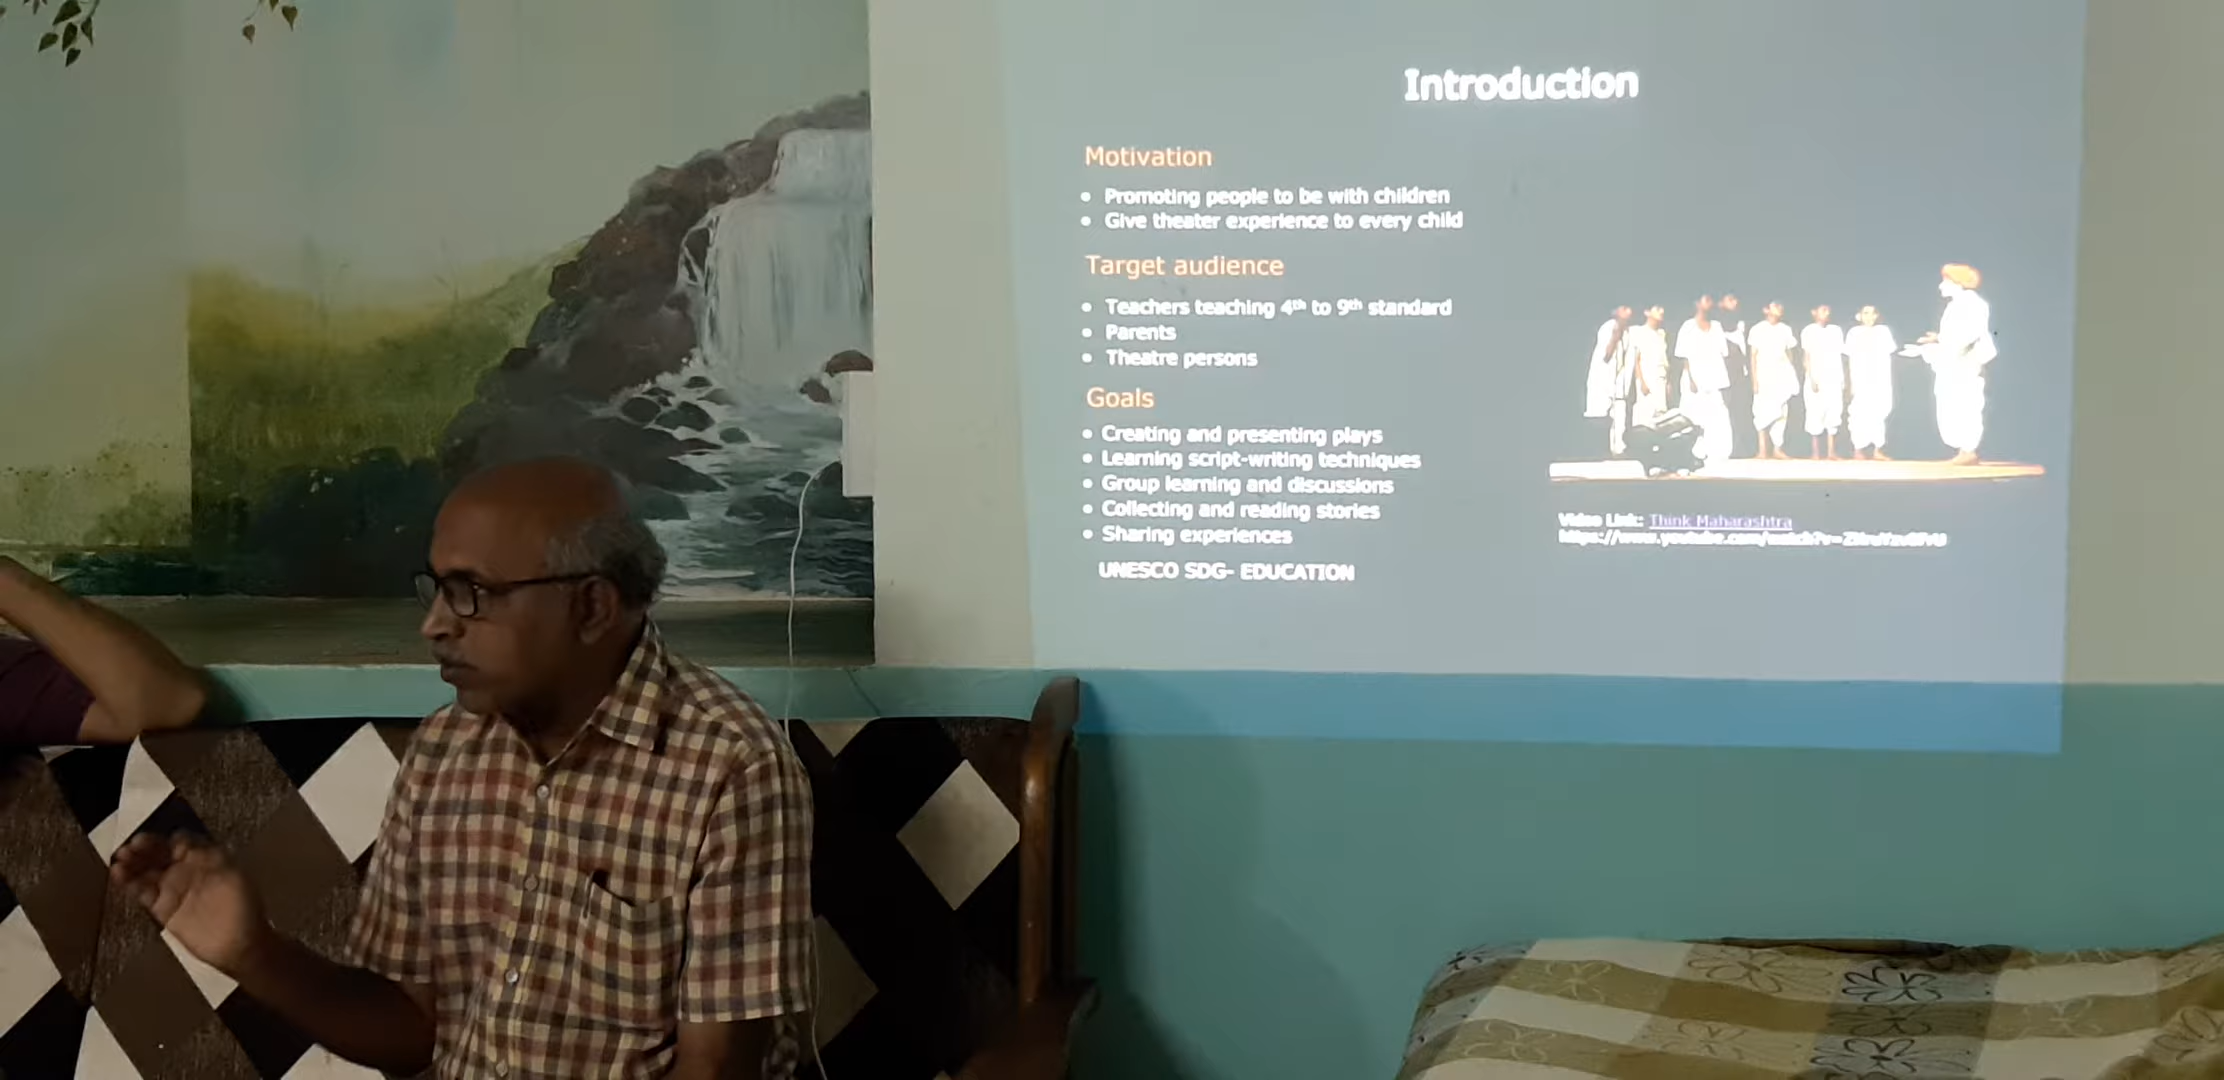 Introduction
Motivation
• Promoting people to be with children
• Give theater experience to every child
Target audience
• Teachers teaching 4th to 9th standard
• Parents
• Theatre persons
Goals
• Creating and presenting plays
• Learning script-writing techniques
• Group learning and discussions
• Collecting and reading stories
• Sharing experiences
UNESCO SDG- EDUCATION
Video Link: Think Maharashtra